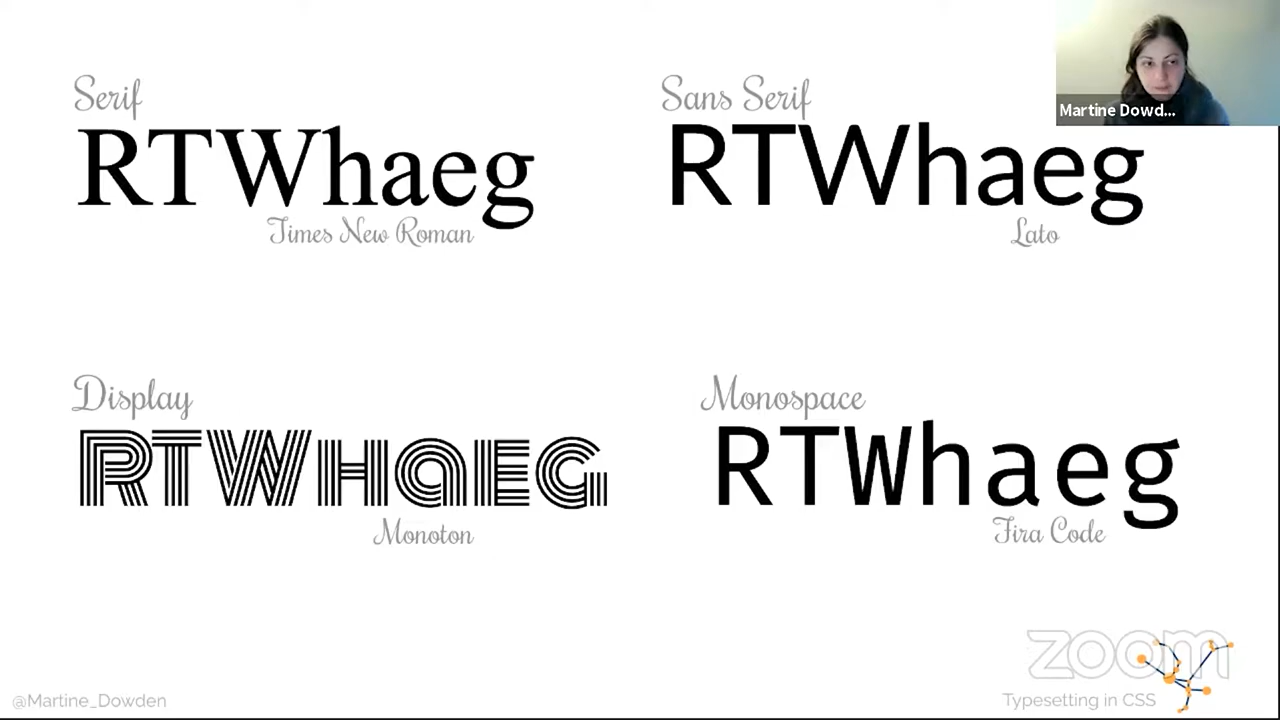 Serif
RTWhaeg
Times New Roman
Sans Serif
RTWhaeg
Lato
Martine Dowd...
Display
RTWhaeg
Monoton
Monospace
RTWhaeg
Fira Code
zoom
@Martine_Dowden
Typesetting in CSS